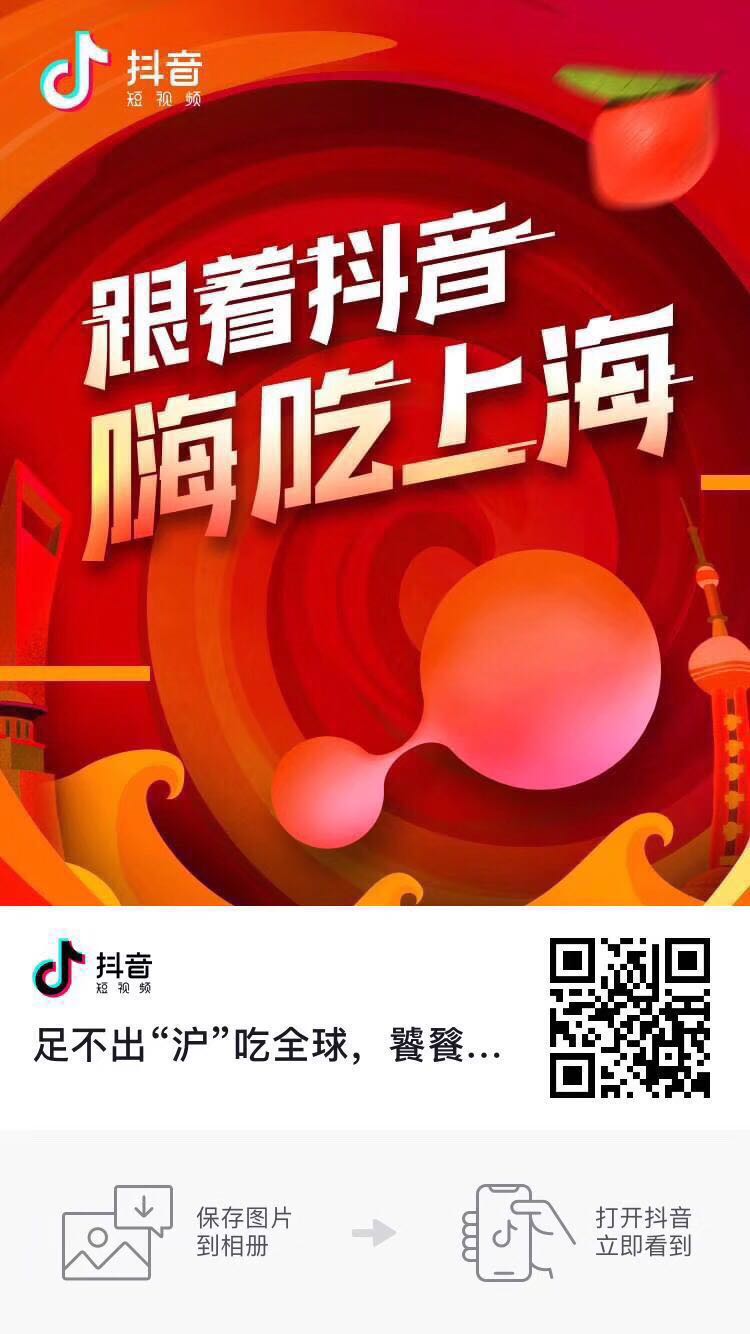 抖音
短视频
跟着抖音
嗨吃上海
抖音
短视频
足不出“沪”吃全球，饕餮...
保存图片
到相册
打开抖音
立即看到